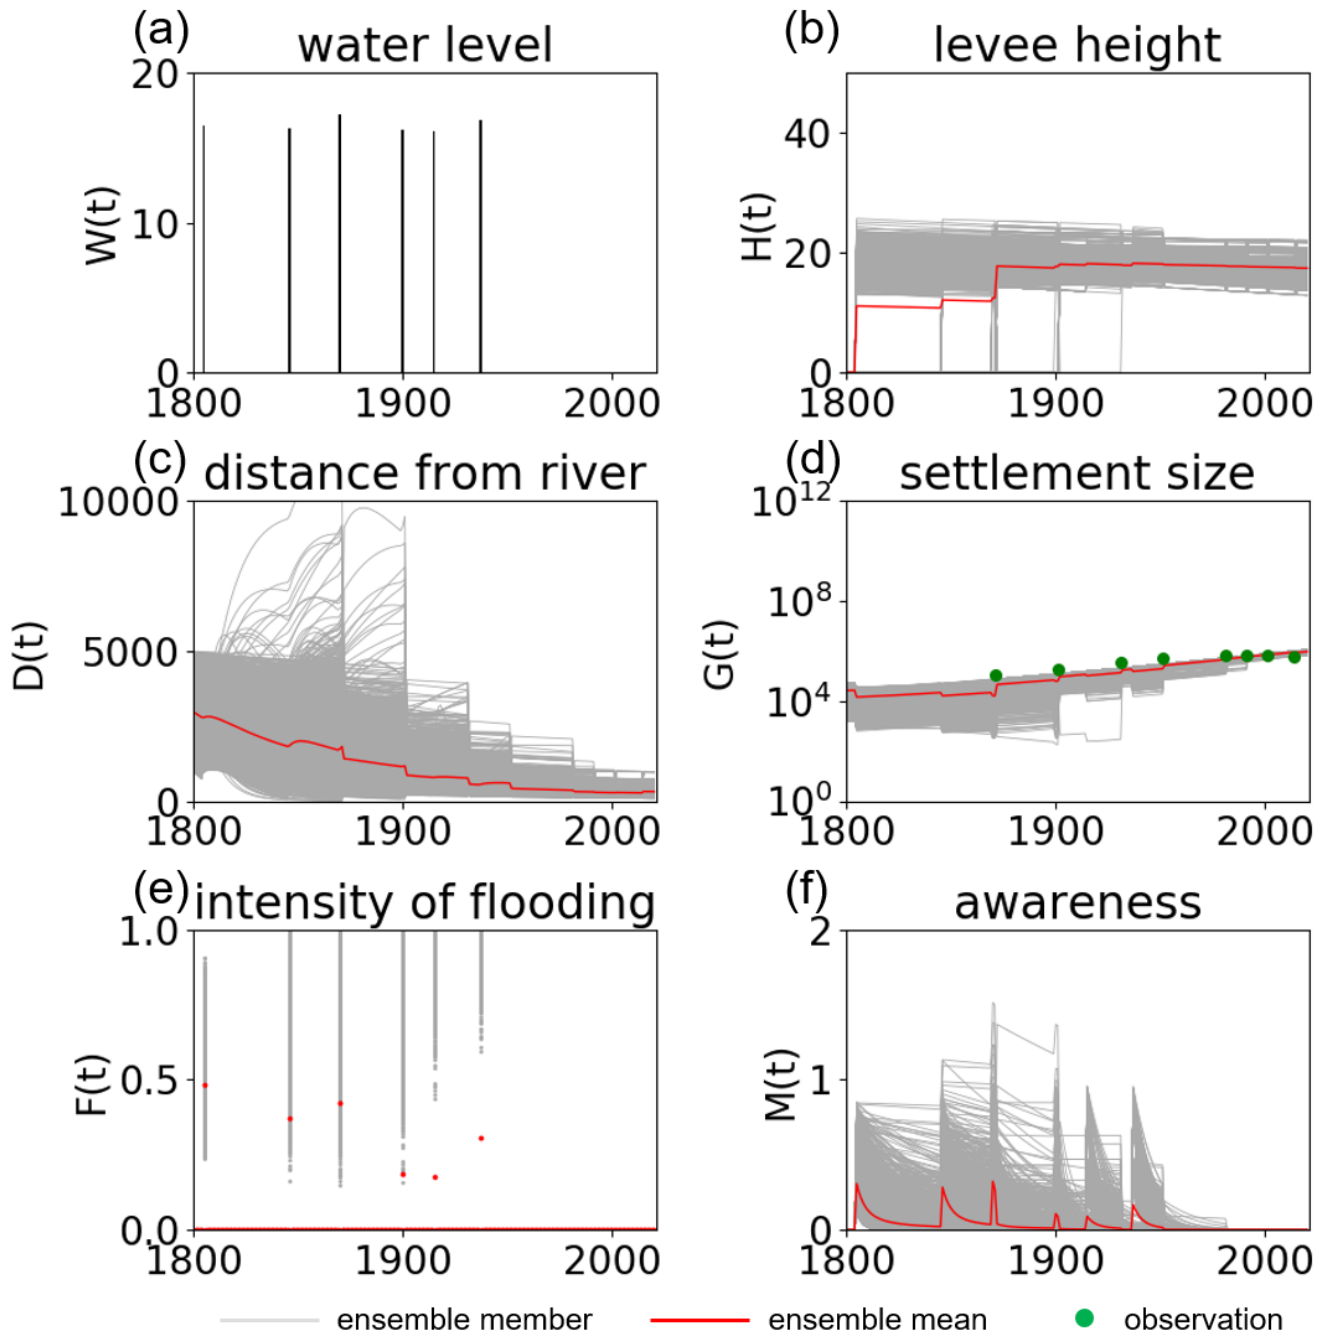 (a) water level
20
10
0
W(t)
1800 1900 2000
(b) levee height
40
20
0
H(t)
1800 1900 2000
(c) distance from river
10000
5000
0
D(t)
1800 1900 2000
(d) settlement size
10^12
10^8
10^4
10^0
G(t)
1800 1900 2000
(e) intensity of flooding
1.0
0.5
0.0
F(t)
1800 1900 2000
(f) awareness
2
1
0
M(t)
1800 1900 2000
ensemble member ensemble mean observation